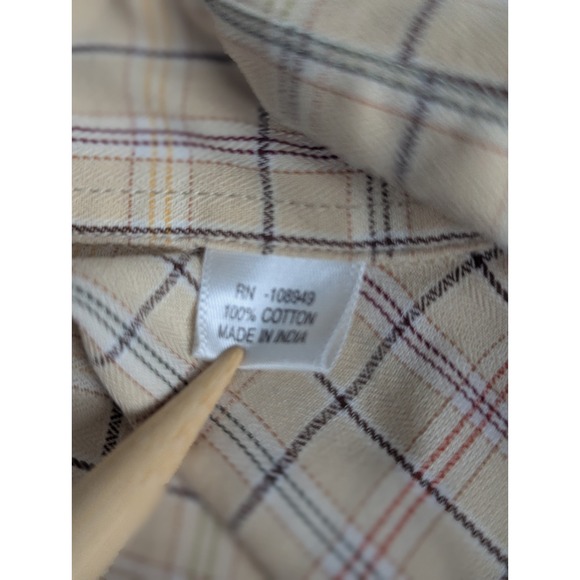 RN -108949
100% COTTON
MADE IN INDIA